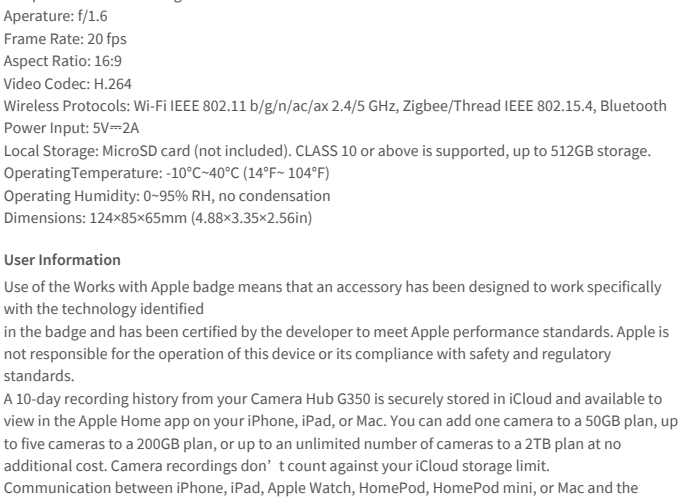 Aperature: f/1.6
Frame Rate: 20 fps
Aspect Ratio: 16:9
Video Codec: H.264
Wireless Protocols: Wi-Fi IEEE 802.11 b/g/n/ac/ax 2.4/5 GHz, Zigbee/Thread IEEE 802.15.4, Bluetooth
Power Input: 5V⎓2A
Local Storage: MicroSD card (not included). CLASS 10 or above is supported, up to 512GB storage.
OperatingTemperature: -10°C~40°C (14°F~ 104°F)
Operating Humidity: 0~95% RH, no condensation
Dimensions: 124×85×65mm (4.88×3.35×2.56in)
User Information
Use of the Works with Apple badge means that an accessory has been designed to work specifically
with the technology identified
in the badge and has been certified by the developer to meet Apple performance standards. Apple is
not responsible for the operation of this device or its compliance with safety and regulatory
standards.
A 10-day recording history from your Camera Hub G350 is securely stored in iCloud and available to
view in the Apple Home app on your iPhone, iPad, or Mac. You can add one camera to a 50GB plan, up
to five cameras to a 200GB plan, or up to an unlimited number of cameras to a 2TB plan at no
additional cost. Camera recordings don’t count against your iCloud storage limit.
Communication between iPhone, iPad, Apple Watch, HomePod, HomePod mini, or Mac and the